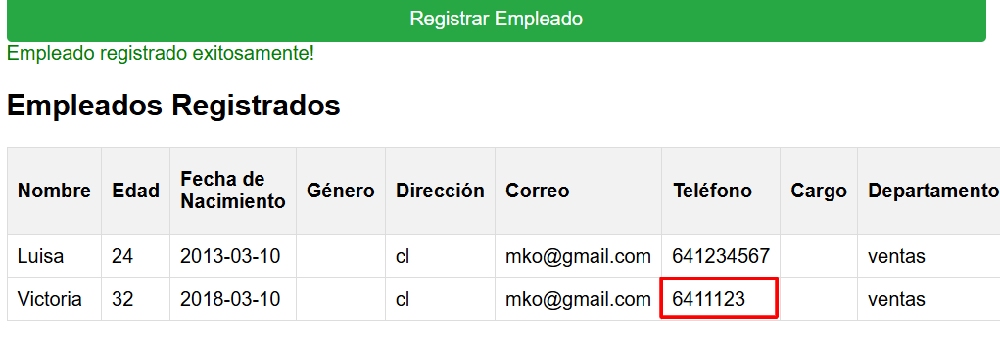 Registrar Empleado
Empleado registrado exitosamente!
Empleados Registrados
Nombre Edad Fecha de Nacimiento Género Dirección Correo Teléfono Cargo Departamento
Luisa 24 2013-03-10 cl mko@gmail.com 641234567 ventas
Victoria 32 2018-03-10 cl mko@gmail.com 6411123 ventas